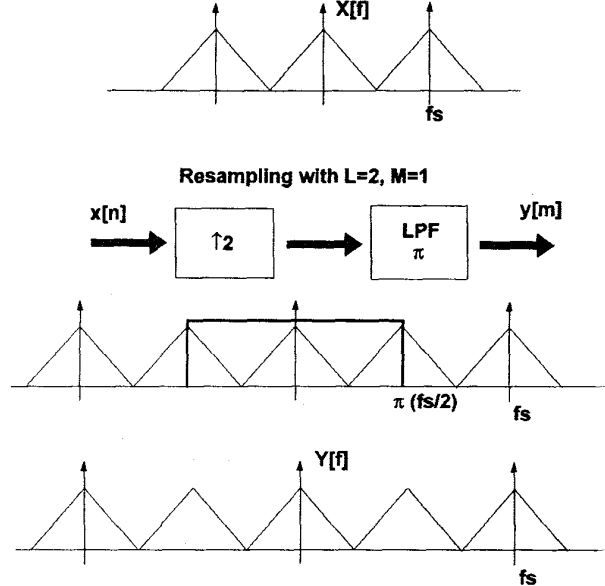 X[f]
fs
Resampling with L=2, M=1
x[n]
↑2
LPF
π
y[m]
π (fs/2)
fs
Y[f]
fs